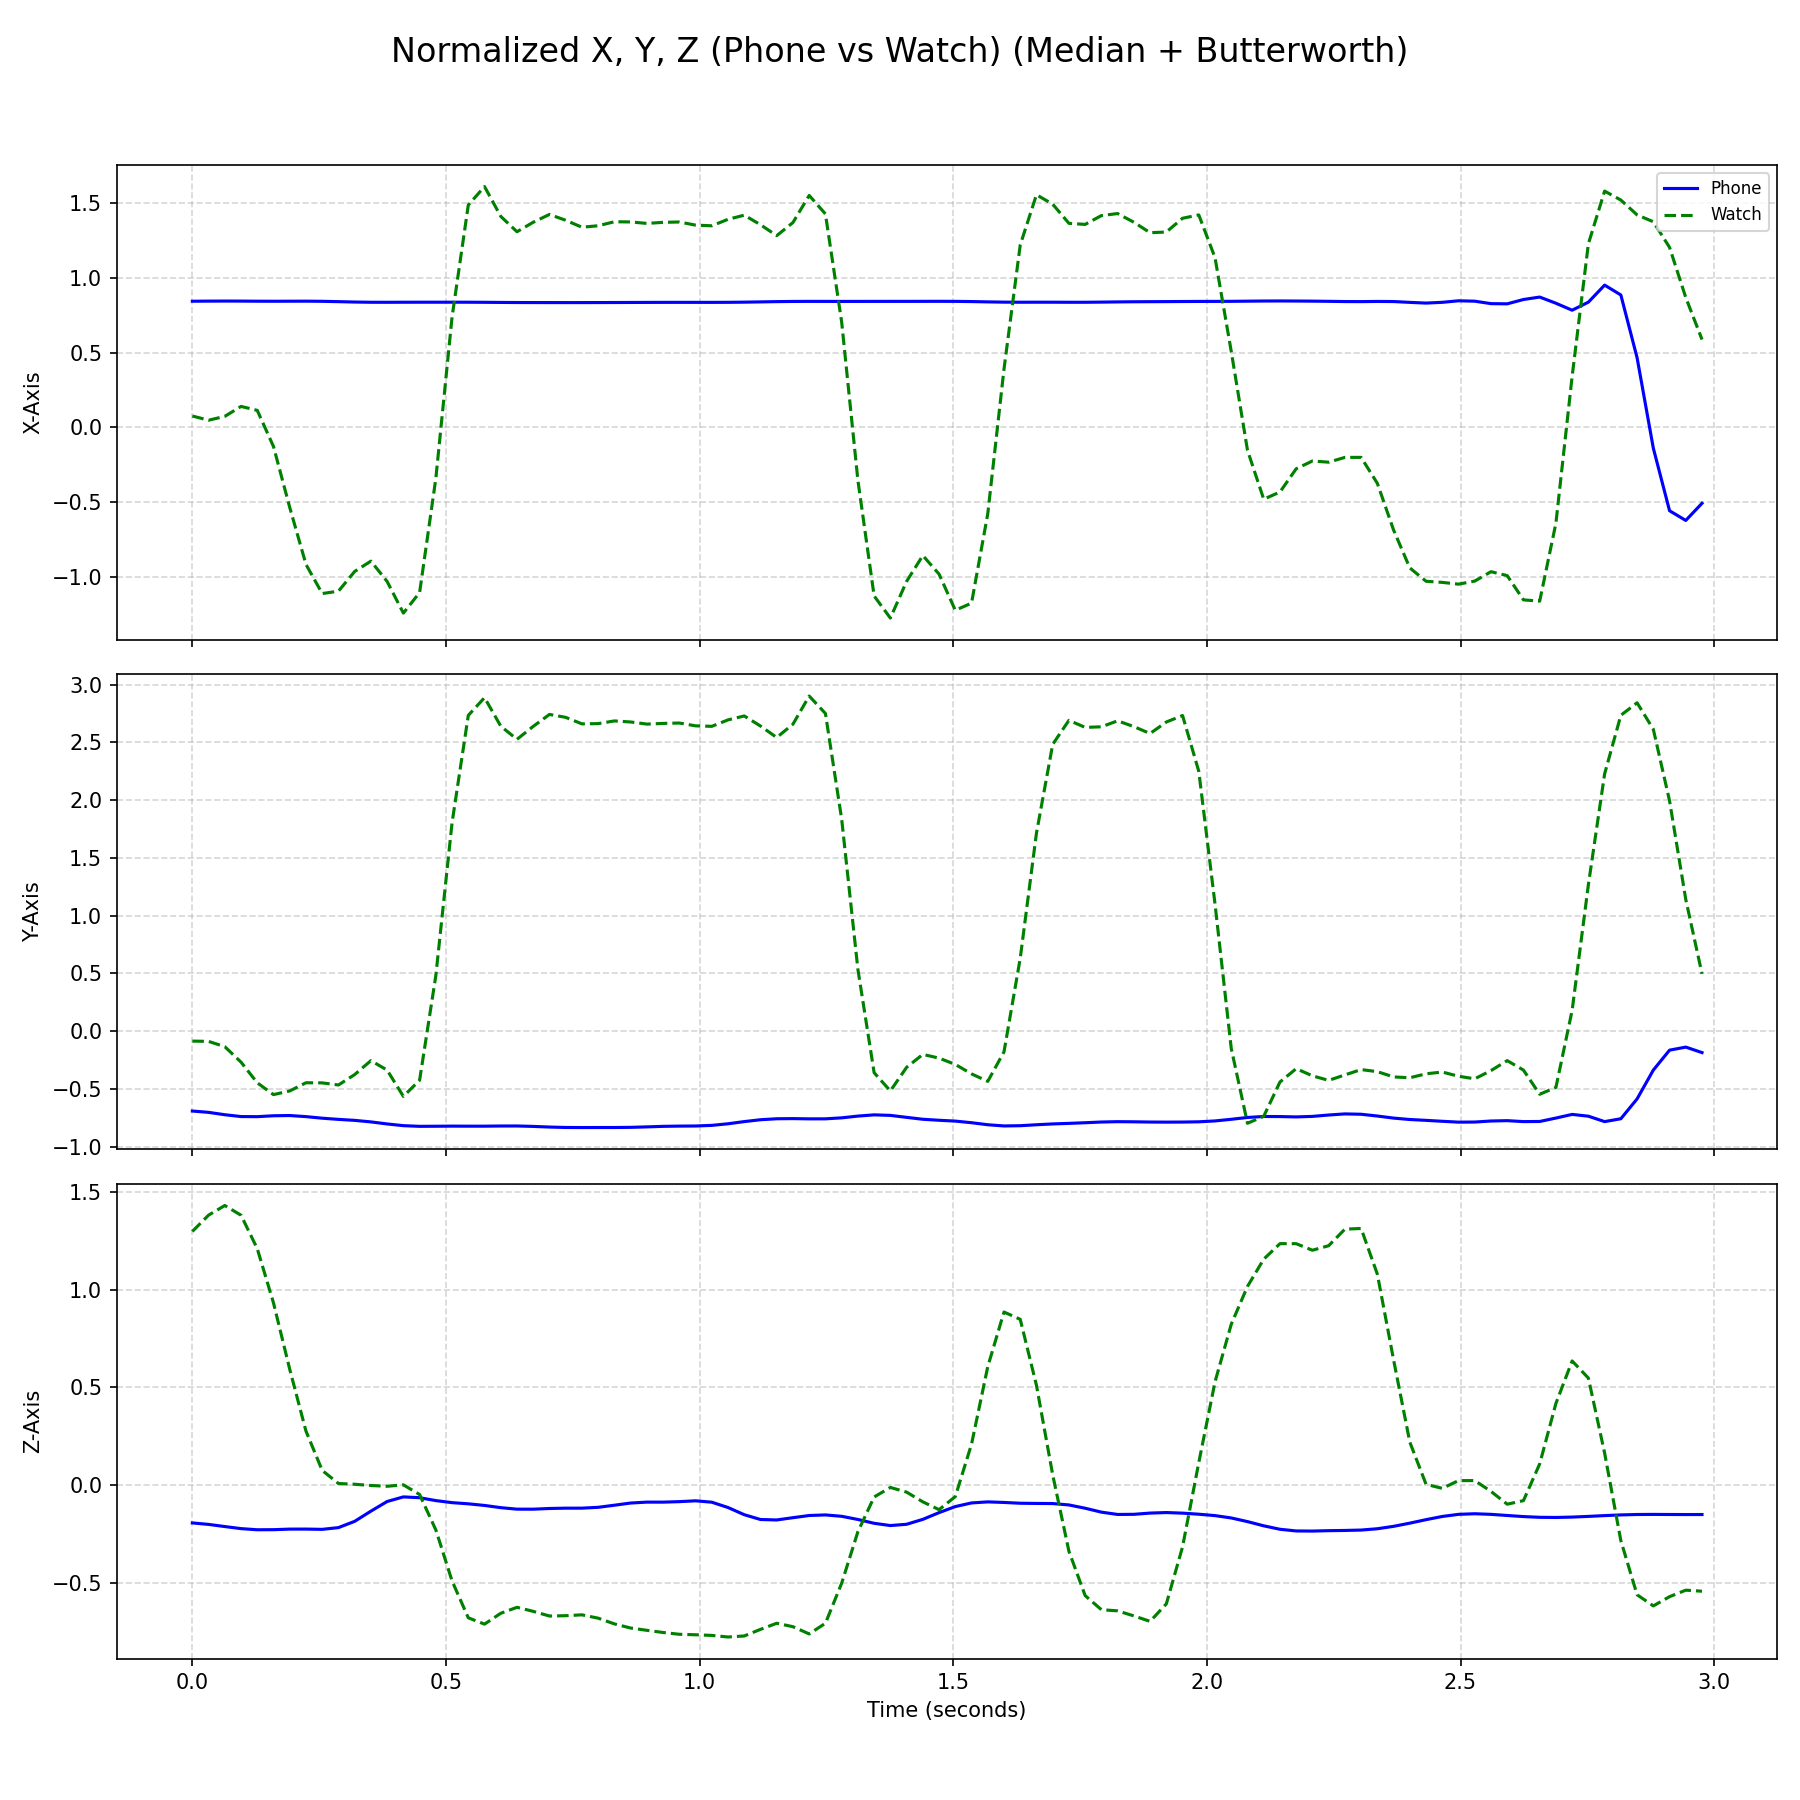 Normalized X, Y, Z (Phone vs Watch) (Median + Butterworth)
Phone
Watch
1.5
1.0
0.5
0.0
−0.5
−1.0
X-Axis
3.0
2.5
2.0
1.5
1.0
0.5
0.0
−0.5
−1.0
Y-Axis
1.5
1.0
0.5
0.0
−0.5
Z-Axis
0.0 0.5 1.0 1.5 2.0 2.5 3.0
Time (seconds)